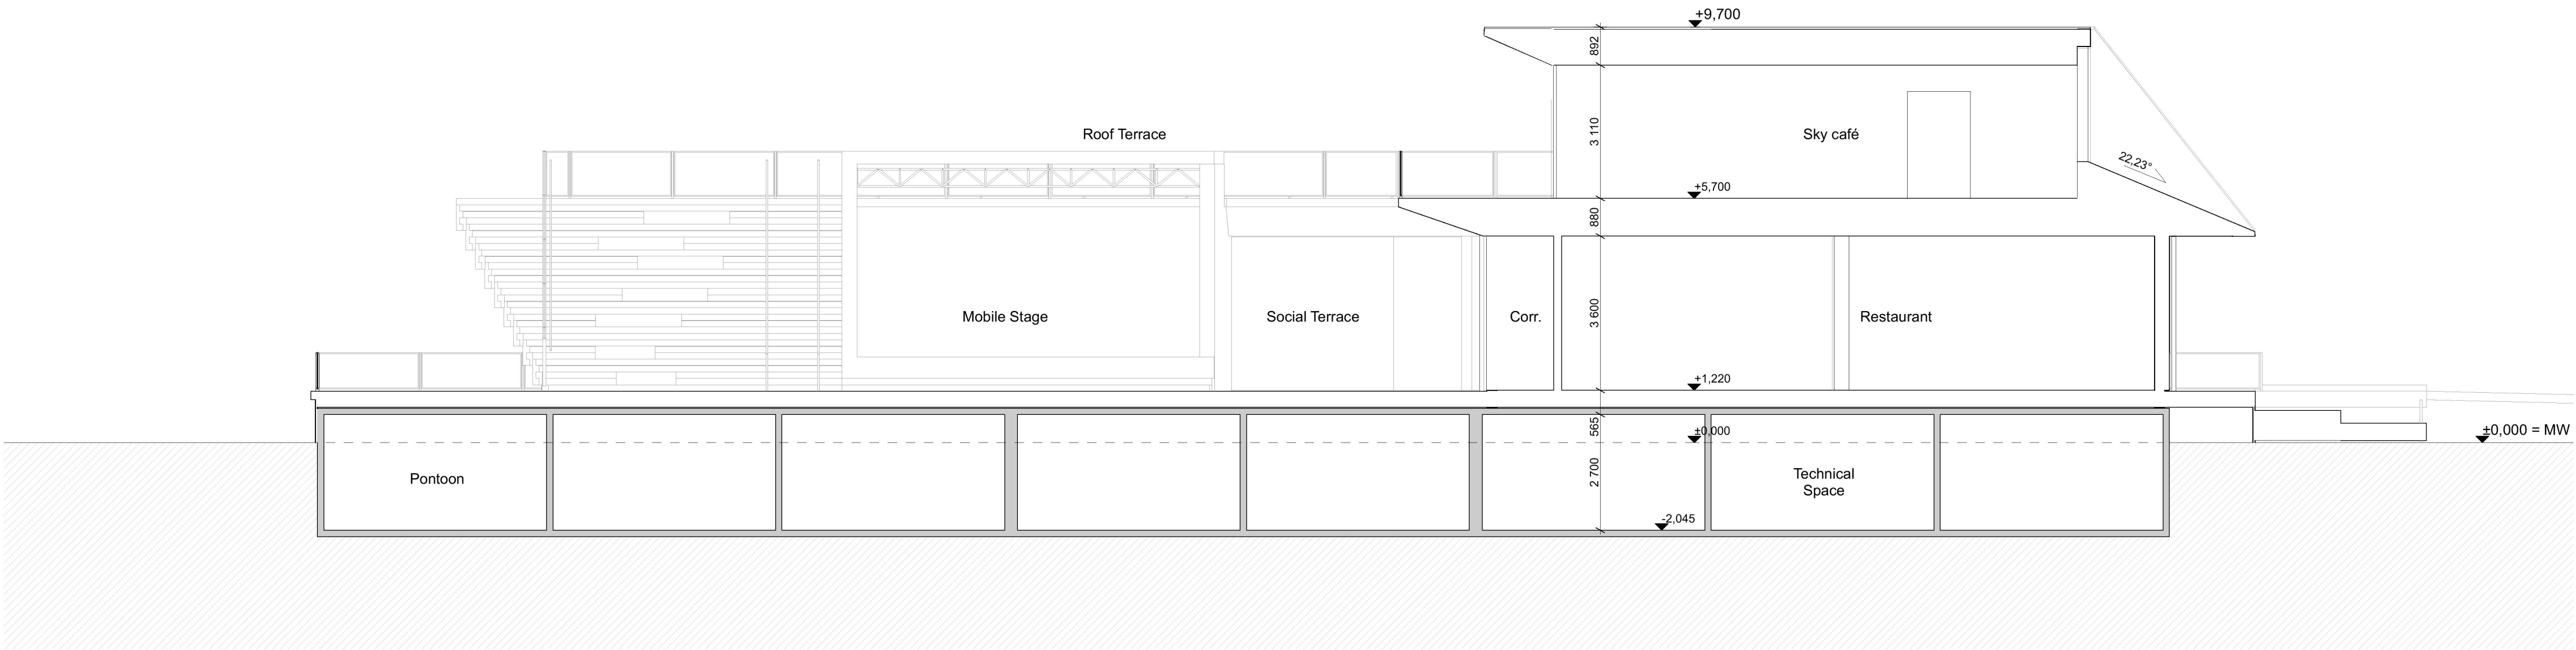 +9,700
892
3 110
Roof Terrace
Sky café
22,23°
+5,700
880
Mobile Stage
Social Terrace
Corr.
3 600
Restaurant
+1,220
565
±0,000
±0,000 = MW
2 700
Pontoon
Technical
Space
-2,045